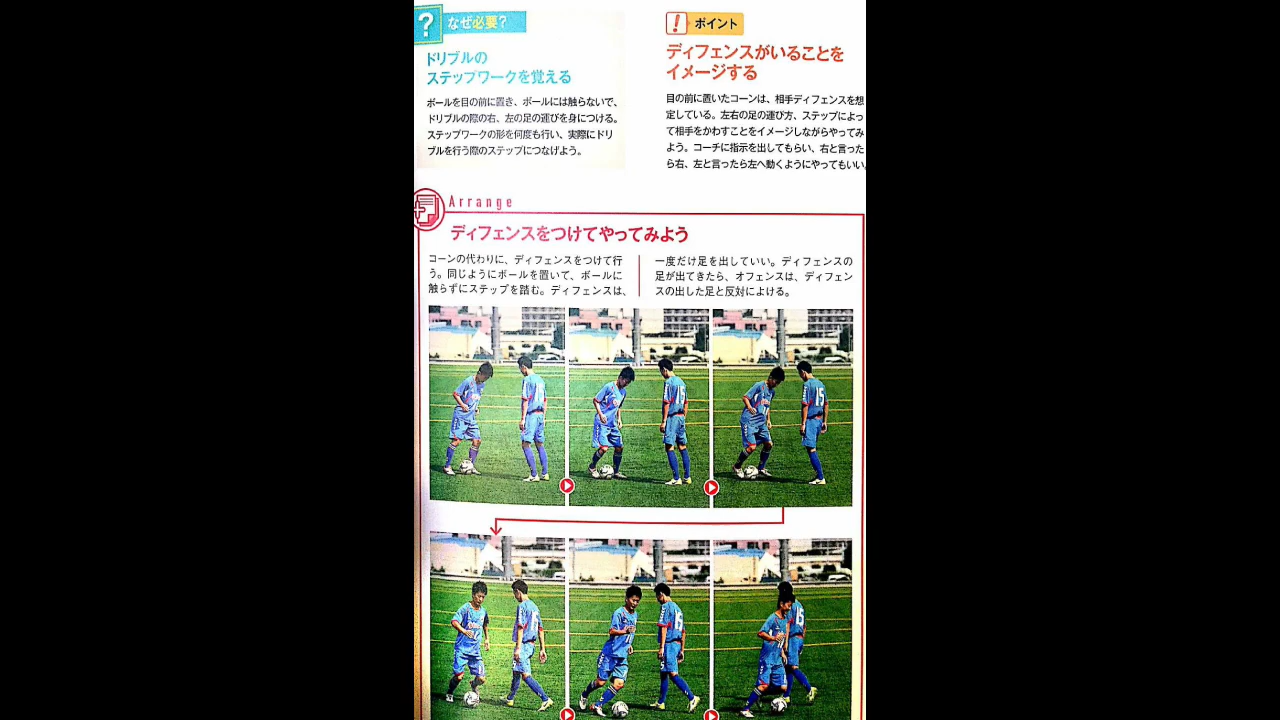 ? なぜ必要?
ドリブルの
ステップワークを覚える
ボールを目の前に置き、ボールには触らないで、
ドリブルの際の右、左の足の運びを身につける。
ステップワークの形を何度も行い、実際にドリ
ブルを行う際のステップにつなげよう。
! ポイント
ディフェンスがいることを
イメージする
目の前に置いたコーンは、相手ディフェンスを想
定している。左右の足の運び方、ステップによっ
て相手をかわすことをイメージしながらやってみ
よう。コーチに指示を出してもらい、右と言った
ら右、左と言ったら左へ動くようにやってもいい。
Arrange
ディフェンスをつけてやってみよう
コーンの代わりに、ディフェンスをつけて行
う。同じようにボールを置いて、ボールに
触らずにステップを踏む。ディフェンスは、
一度だけ足を出していい。ディフェンスの
足が出てきたら、オフェンスは、ディフェン
スの出した足と反対によける。
15
15
15
15